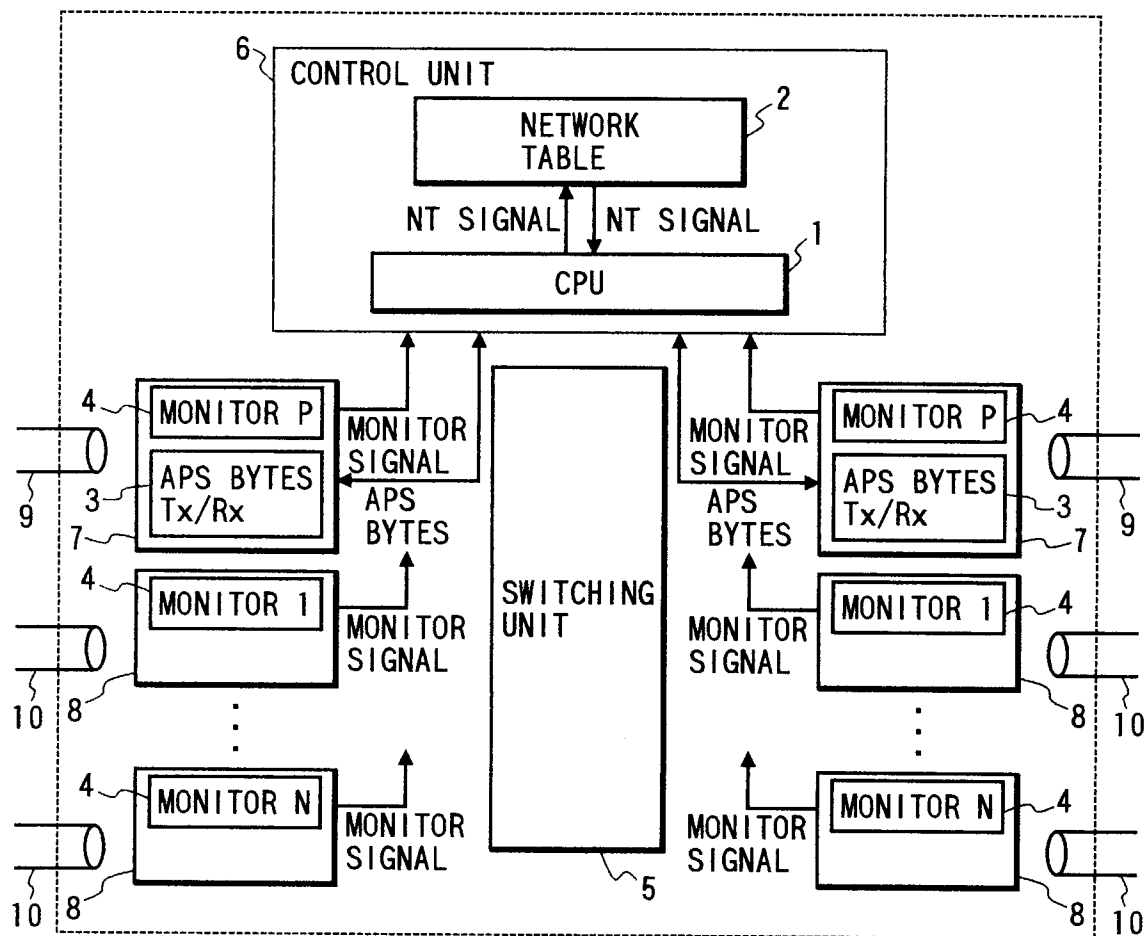 6
CONTROL UNIT
2
NETWORK
TABLE
NT SIGNAL
NT SIGNAL
1
CPU
4
MONITOR P
MONITOR
SIGNAL
3
APS BYTES
Tx/Rx
APS
BYTES
9
7
4
MONITOR 1
MONITOR
SIGNAL
10
8
4
MONITOR N
MONITOR
SIGNAL
10
8
SWITCHING
UNIT
5
MONITOR P
4
MONITOR
SIGNAL
APS BYTES
Tx/Rx
3
APS
BYTES
7
9
MONITOR 1
4
MONITOR
SIGNAL
8
10
MONITOR N
4
MONITOR
SIGNAL
8
10